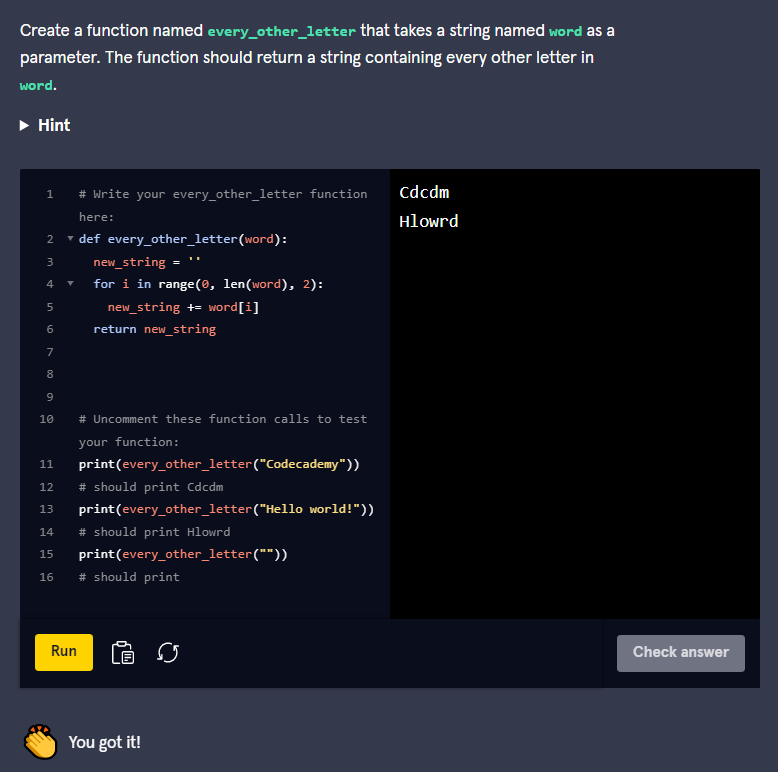 Create a function named every_other_letter that takes a string named word as a
parameter. The function should return a string containing every other letter in
word.
▶ Hint
1 # Write your every_other_letter function
here:
2 ▼ def every_other_letter(word):
3 new_string = ''
4 ▼ for i in range(0, len(word), 2):
5 new_string += word[i]
6 return new_string
7
8
9
10 # Uncomment these function calls to test
your function:
11 print(every_other_letter("Codecademy"))
12 # should print Cdcdm
13 print(every_other_letter("Hello world!"))
14 # should print Hlowrd
15 print(every_other_letter(""))
16 # should print
Cdcdm
Hlowrd
Run
Check answer
You got it!